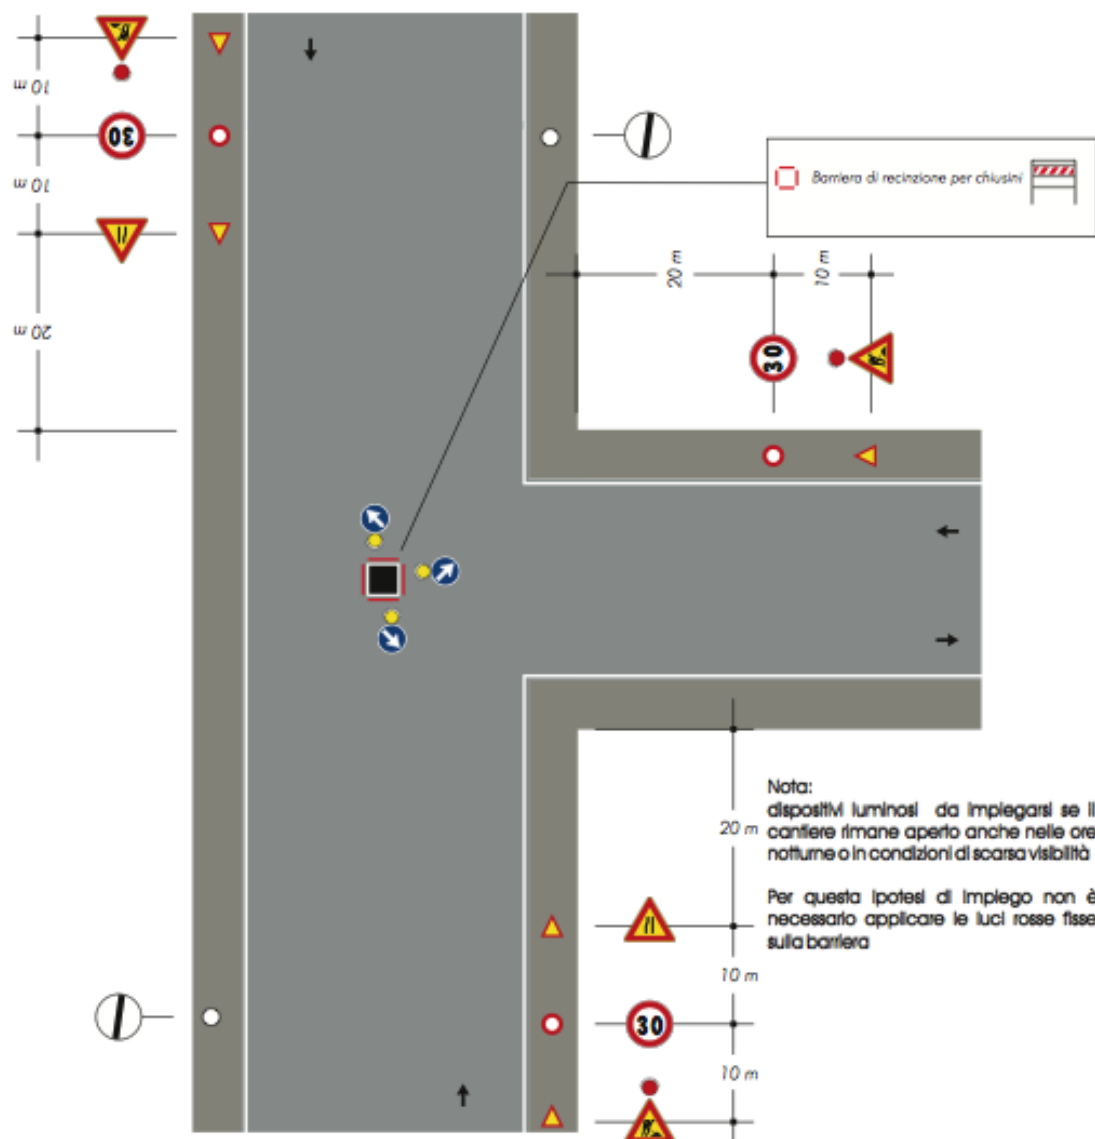 10 m
30
10 m
20 m
Barriera di recinzione per chiusini
20 m
10 m
30
Nota:
dispositivi luminosi da impiegarsi se il
20 m
cantiere rimane aperto anche nelle ore
notturne o in condizioni di scarsa visibilità
Per questa ipotesi di impiego non è
necessario applicare le luci rosse fisse
sulla barriera
10 m
30
10 m